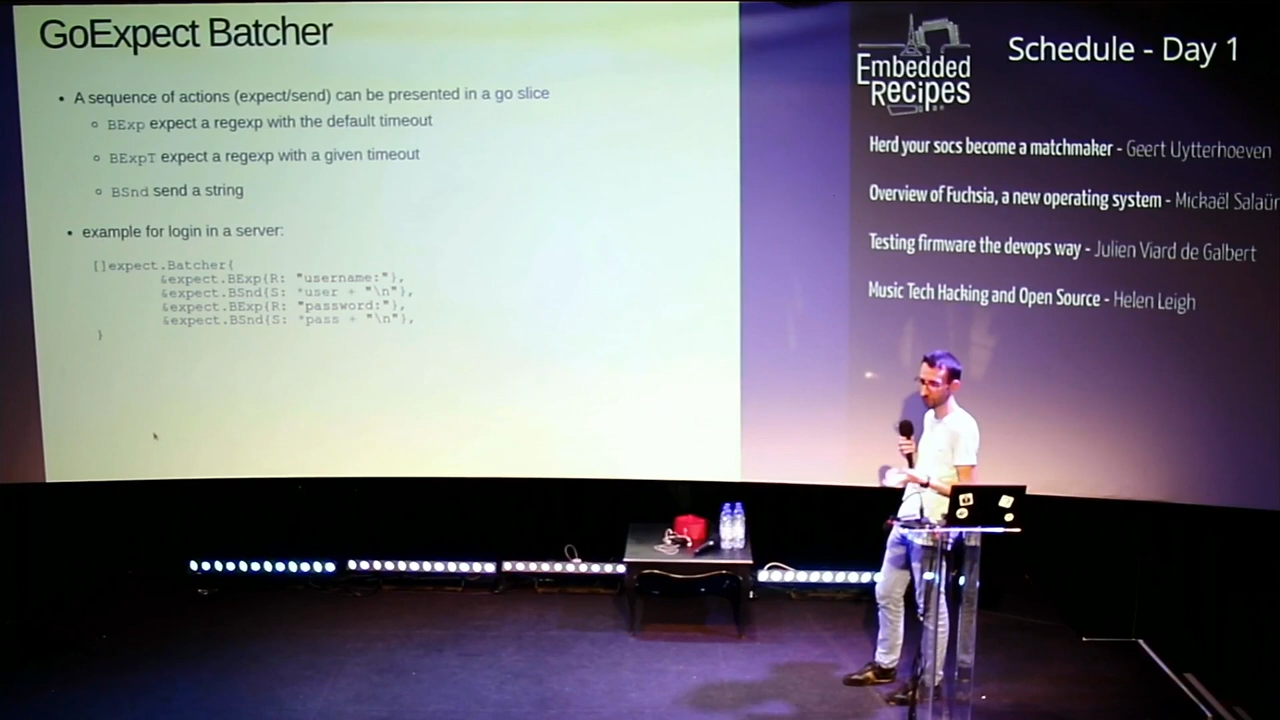 GoExpect Batcher
• A sequence of actions (expect/send) can be presented in a go slice
○ BExp expect a regexp with the default timeout
○ BExpT expect a regexp with a given timeout
○ BSnd send a string
• example for login in a server:
[]expect.Batcher{
&expect.BExp{R: "username:"},
&expect.BSnd{S: *user + "\n"},
&expect.BExp{R: "password:"},
&expect.BSnd{S: *pass + "\n"},
}
Embedded
Recipes
Schedule - Day 1
Herd your socs become a matchmaker - Geert Uytterhoeven
Overview of Fuchsia, a new operating system - Mickaël Salaün
Testing firmware the devops way - Julien Viard de Galbert
Music Tech Hacking and Open Source - Helen Leigh